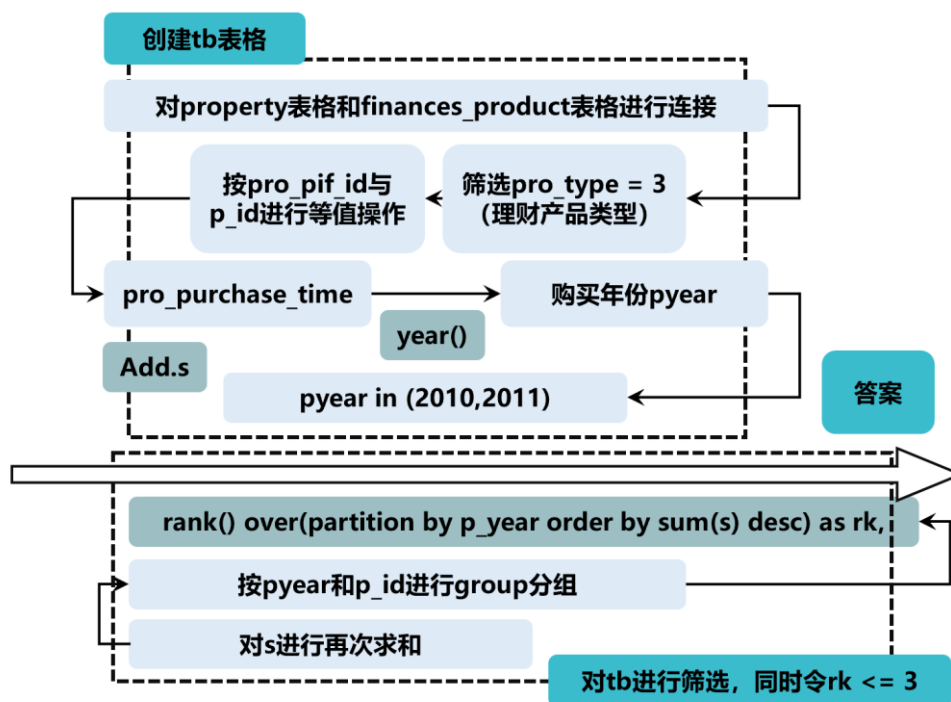 创建tb表格
对property表格和finances_product表格进行连接
按pro_pif_id与
p_id进行等值操作
筛选pro_type = 3
（理财产品类型）
pro_purchase_time
购买年份pyear
year()
Add.s
pyear in (2010,2011)
答案
rank() over(partition by p_year order by sum(s) desc) as rk,
按pyear和p_id进行group分组
对s进行再次求和
对tb进行筛选，同时令rk <= 3